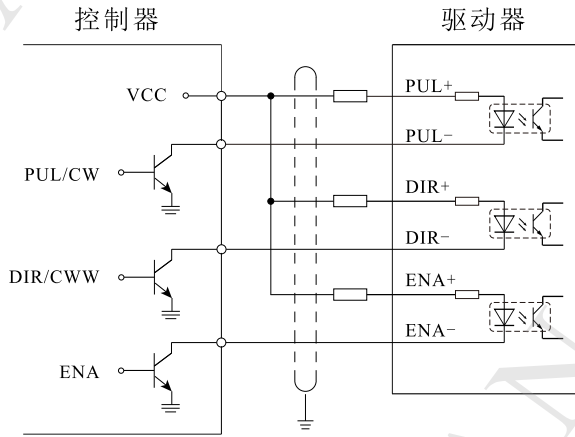 控制器
驱动器
VCC
PUL+
PUL−
PUL/CW
DIR+
DIR−
DIR/CWW
ENA+
ENA−
ENA